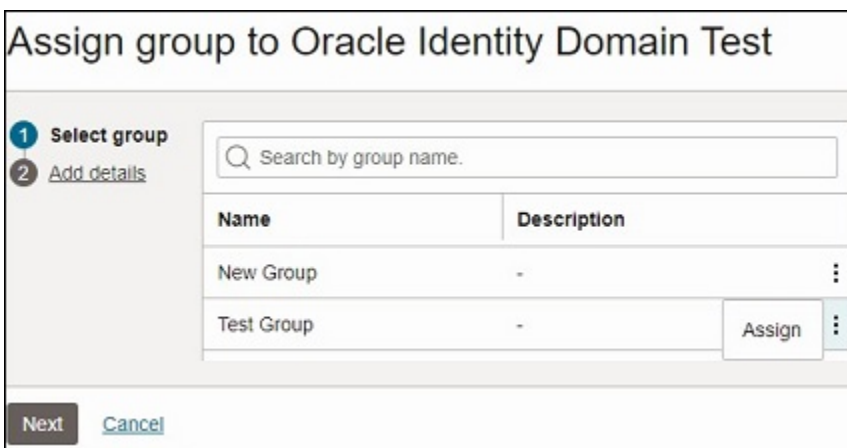 Assign group to Oracle Identity Domain Test
1 Select group
2 Add details
Search by group name.
Name Description
New Group -
Test Group - Assign
Next Cancel